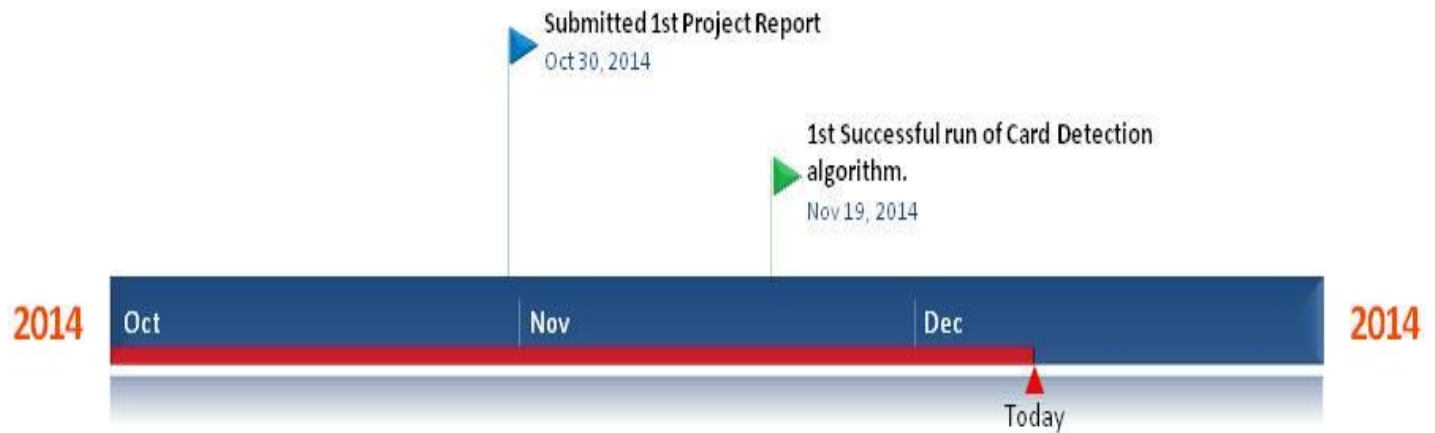 Submitted 1st Project Report
Oct 30, 2014
1st Successful run of Card Detection
algorithm.
Nov 19, 2014
2014 Oct Nov Dec 2014
Today